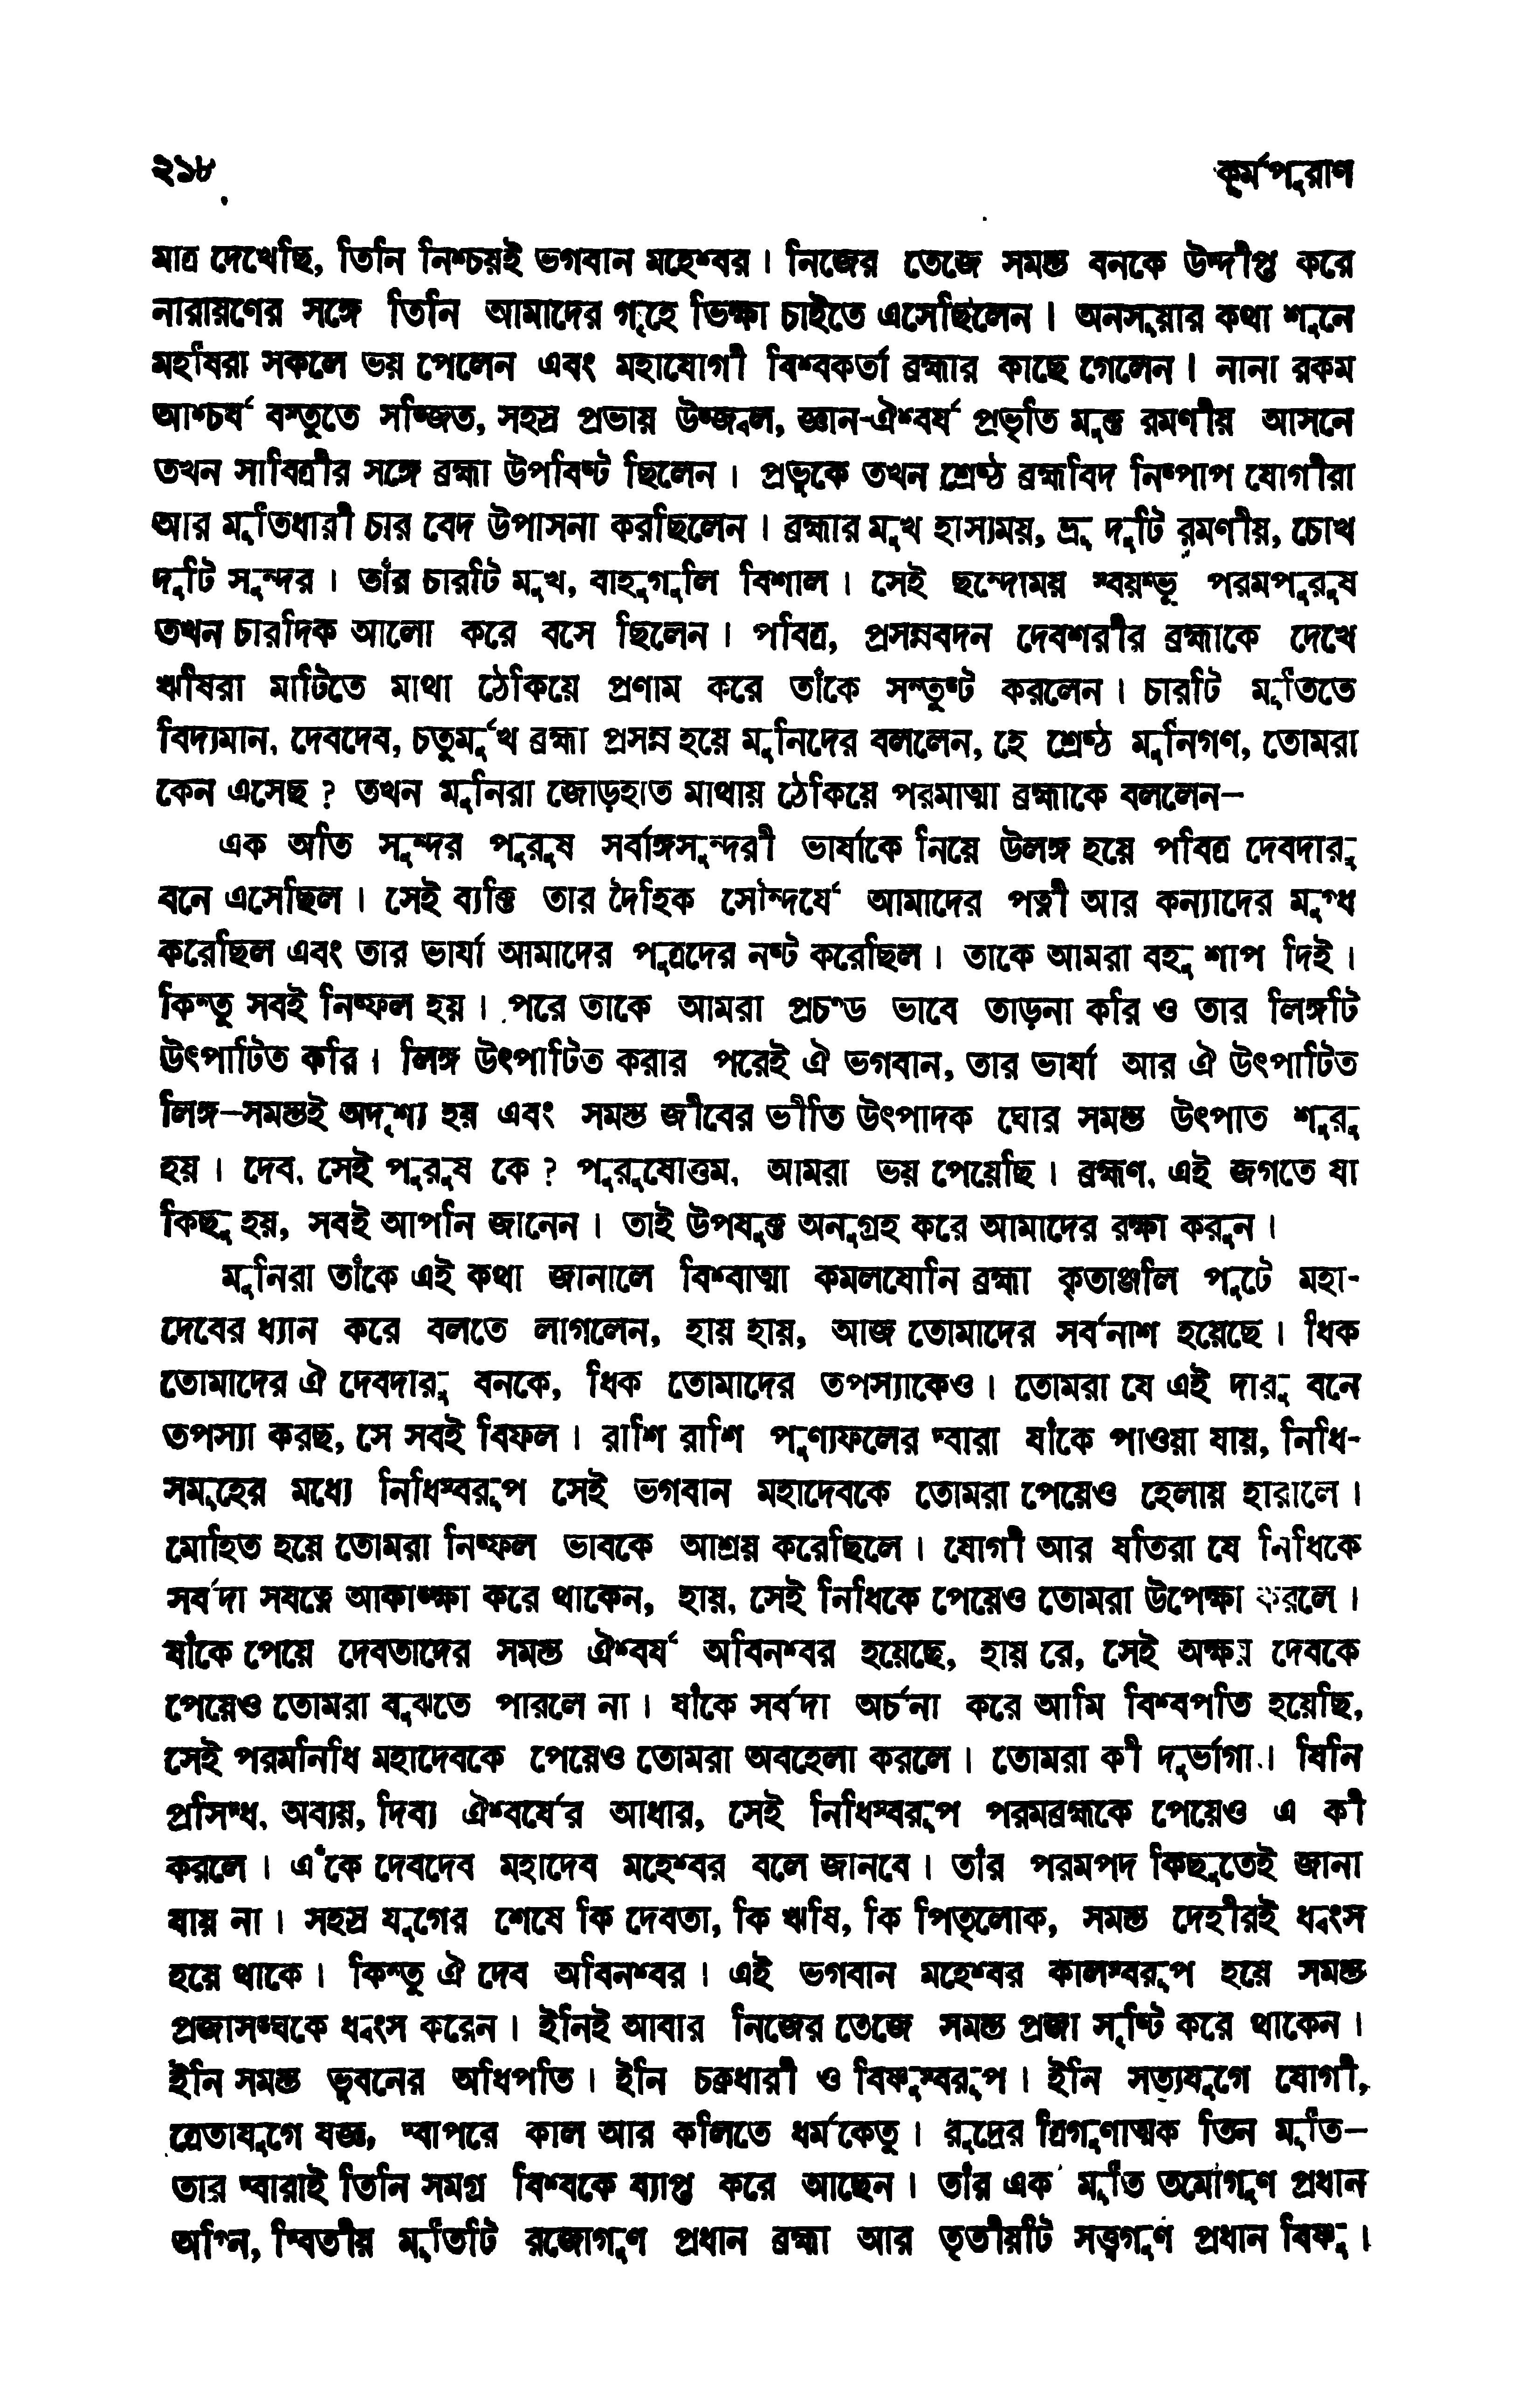 ২১৮
কূর্মপুরাণ
মাত্র দেখেছি, তিনি নিশ্চয়ই ভগবান মহেশ্বর। নিজের তেজে সমস্ত বনকে উদ্দীপ্ত করে
নারায়ণের সঙ্গে তিনি আমাদের গৃহে ভিক্ষা চাইতে এসেছিলেন। অনসূয়ার কথা শুনে
মহর্ষিরা সকলে ভয় পেলেন এবং মহাযোগী বিশ্বকর্তা ব্রহ্মার কাছে গেলেন। নানা রকম
আশ্চর্য বস্তুতে সজ্জিত, সহস্র প্রভায় উজ্জ্বল, জ্ঞান-ঐশ্বর্য প্রভৃতি যুক্ত রমণীয় আসনে
তখন সাবিত্রীর সঙ্গে ব্রহ্মা উপবিষ্ট ছিলেন। প্রভুকে তখন শ্রেষ্ঠ ব্রহ্মবিদ নিষ্পাপ যোগীরা
আর মূর্তিধারী চার বেদ উপাসনা করছিলেন। ব্রহ্মার মুখ হাস্যময়, ভ্রূ দুটি রমণীয়, চোখ
দুটি সুন্দর। তাঁর চারটি মুখ, বাহুগুলি বিশাল। সেই ছন্দোময় স্বয়ম্ভূ পরমপুরুষ
তখন চারদিক আলো করে বসে ছিলেন। পবিত্র, প্রসন্নবদন দেবশরীর ব্রহ্মাকে দেখে
ঋষিরা মাটিতে মাথা ঠেকিয়ে প্রণাম করে তাঁকে সন্তুষ্ট করলেন। চারটি মূর্তিতে
বিদ্যমান, দেবদেব, চতুর্মুখ ব্রহ্মা প্রসন্ন হয়ে মুনিদের বললেন, হে শ্রেষ্ঠ মুনিগণ, তোমরা
কেন এসেছ? তখন মুনিরা জোড়হাত মাথায় ঠেকিয়ে পরমাত্মা ব্রহ্মাকে বললেন—
এক অতি সুন্দর পুরুষ সর্বাঙ্গসুন্দরী ভার্যাকে নিয়ে উলঙ্গ হয়ে পবিত্র দেবদারু
বনে এসেছিল। সেই ব্যক্তি তার দৈহিক সৌন্দর্যে আমাদের পত্নী আর কন্যাদের মুগ্ধ
করেছিল এবং তার ভার্যা আমাদের পুত্রদের নষ্ট করেছিল। তাকে আমরা বহু শাপ দিই।
কিন্তু সবই নিষ্ফল হয়। পরে তাকে আমরা প্রচণ্ড ভাবে তাড়না করি ও তার লিঙ্গটি
উৎপাটিত করি। লিঙ্গ উৎপাটিত করার পরেই ঐ ভগবান, তার ভার্যা আর ঐ উৎপাটিত
লিঙ্গ—সমস্তই অদৃশ্য হয় এবং সমস্ত জীবের ভীতি উৎপাদক ঘোর সমস্ত উৎপাত শুরু
হয়। দেব, সেই পুরুষ কে? পুরুষোত্তম, আমরা ভয় পেয়েছি। ব্রহ্মণ, এই জগতে যা
কিছু হয়, সবই আপনি জানেন। তাই উপযুক্ত অনুগ্রহ করে আমাদের রক্ষা করুন।
মুনিরা তাঁকে এই কথা জানালে বিশ্বাত্মা কমলযোনি ব্রহ্মা কৃতাঞ্জলি পুটে মহা-
দেবের ধ্যান করে বলতে লাগলেন, হায় হায়, আজ তোমাদের সর্বনাশ হয়েছে। ধিক
তোমাদের ঐ দেবদারু বনকে, ধিক তোমাদের তপস্যাকেও। তোমরা যে এই দারু বনে
তপস্যা করছ, সে সবই বিফল। রাশি রাশি পুণ্যফলের দ্বারা যাঁকে পাওয়া যায়, নিধি-
সমূহের মধ্যে নিধিস্বরূপ সেই ভগবান মহাদেবকে তোমরা পেয়েও হেলায় হারালে।
মোহিত হয়ে তোমরা নিষ্ফল ভাবকে আশ্রয় করেছিলে। যোগী আর যতিরা যে নিধিকে
সর্বদা সযত্নে আকাঙ্ক্ষা করে থাকেন, হায়, সেই নিধিকে পেয়েও তোমরা উপেক্ষা করলে।
যাঁকে পেয়ে দেবতাদের সমস্ত ঐশ্বর্য অবিনশ্বর হয়েছে, হায় রে, সেই অক্ষয় দেবকে
পেয়েও তোমরা বুঝতে পারলে না। যাঁকে সর্বদা অর্চনা করে আমি বিশ্বপতি হয়েছি,
সেই পরমনিধি মহাদেবকে পেয়েও তোমরা অবহেলা করলে। তোমরা কী দুর্ভাগা। যিনি
প্রসিদ্ধ, অব্যয়, দিব্য ঐশ্বর্যের আধার, সেই নিধিস্বরূপ পরমব্রহ্মকে পেয়েও এ কী
করলে। এঁকে দেবদেব মহাদেব মহেশ্বর বলে জানবে। তাঁর পরমপদ কিছুতেই জানা
যায় না। সহস্র যুগের শেষে কি দেবতা, কি ঋষি, কি পিতৃলোক, সমস্ত দেহীরই ধ্বংস
হয়ে থাকে। কিন্তু ঐ দেব অবিনশ্বর। এই ভগবান মহেশ্বর কালস্বরূপ হয়ে সমস্ত
প্রজাসঙ্ঘকে ধ্বংস করেন। ইনিই আবার নিজের তেজে সমস্ত প্রজা সৃষ্টি করে থাকেন।
ইনি সমস্ত ভুবনের অধিপতি। ইনি চক্রধারী ও বিষ্ণুস্বরূপ। ইনি সত্যযুগে যোগী,
ত্রেতাযুগে যজ্ঞ, দ্বাপরে কাল আর কলিতে ধর্মকেতু। রুদ্রের ত্রিগুণাত্মক তিন মূর্তি—
তার দ্বারাই তিনি সমগ্র বিশ্বকে ব্যাপ্ত করে আছেন। তাঁর এক মূর্তি তমোগুণ প্রধান
অগ্নি, দ্বিতীয় মূর্তিটি রজোগুণ প্রধান ব্রহ্মা আর তৃতীয়টি সত্ত্বগুণ প্রধান বিষ্ণু।